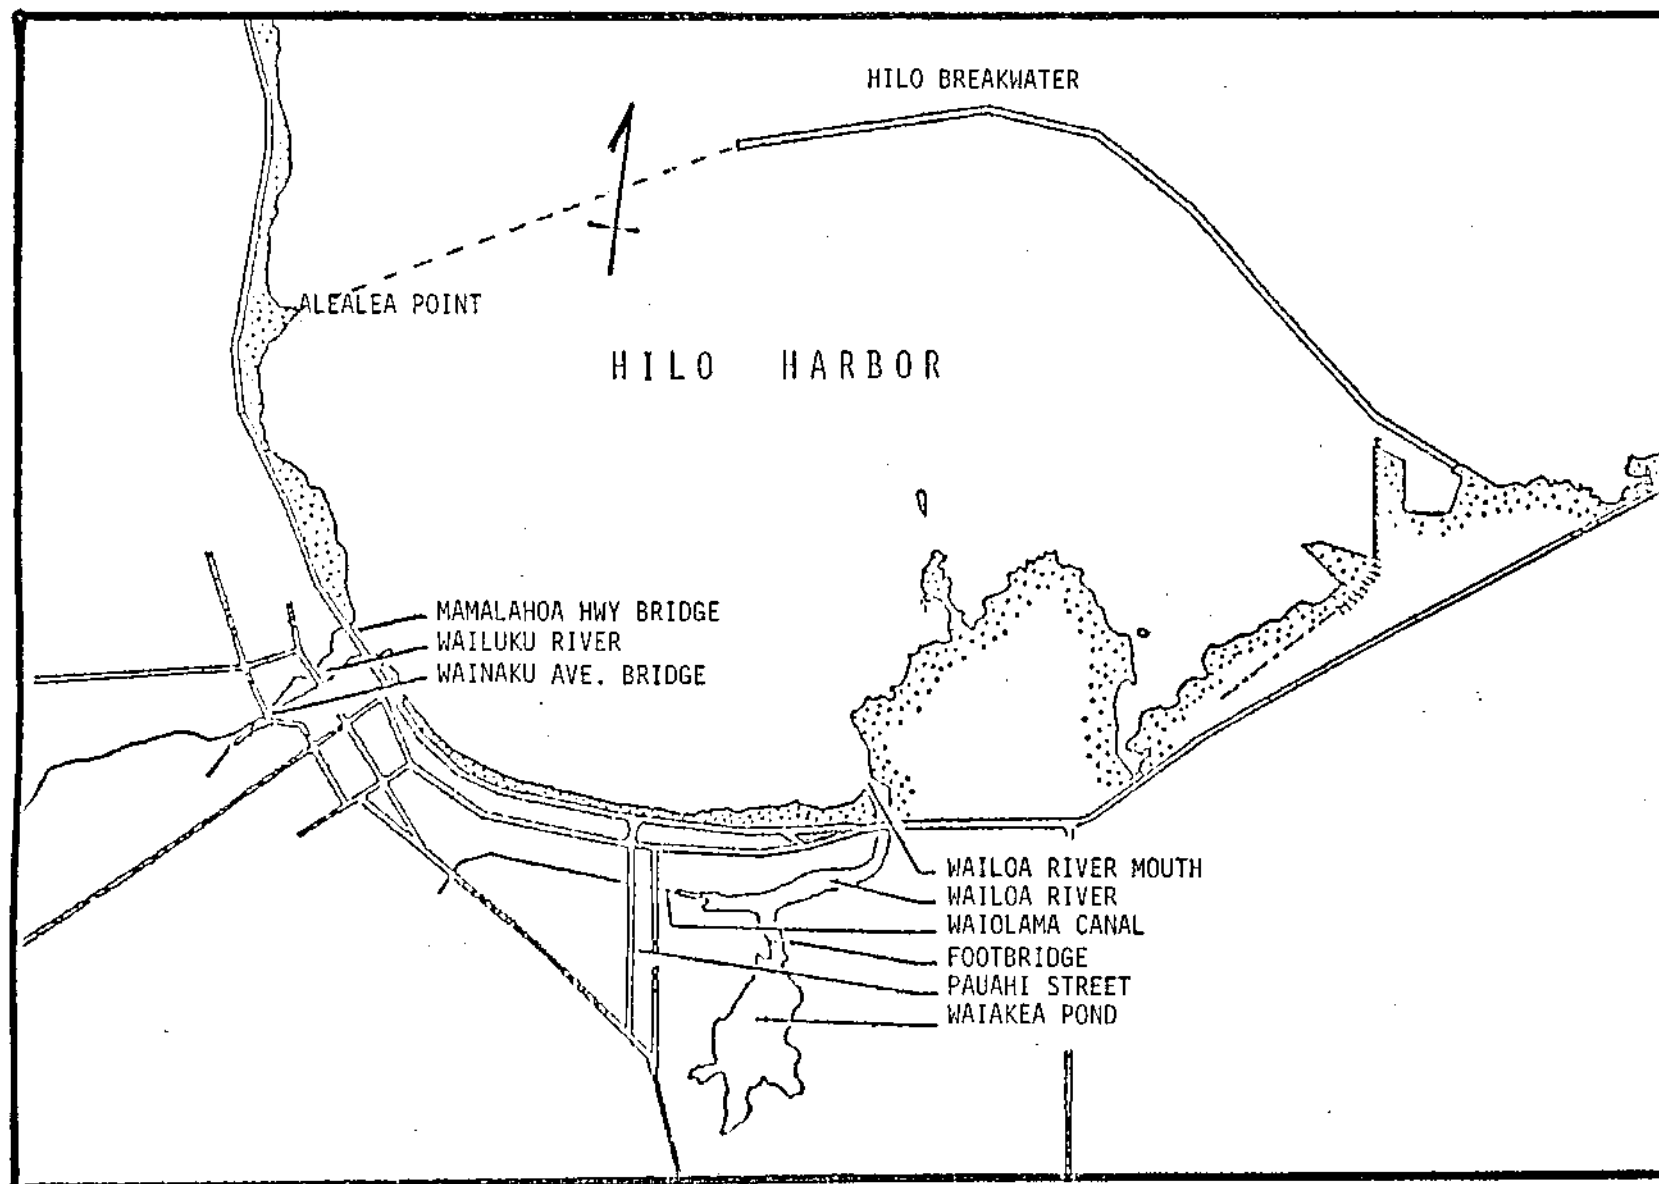 HILO BREAKWATER
ALEALEA POINT
HILO HARBOR
MAMALAHOA HWY BRIDGE
WAILUKU RIVER
WAINAKU AVE. BRIDGE
WAILOA RIVER MOUTH
WAILOA RIVER
WAIOLAMA CANAL
FOOTBRIDGE
PAUAHI STREET
WAIAKEA POND